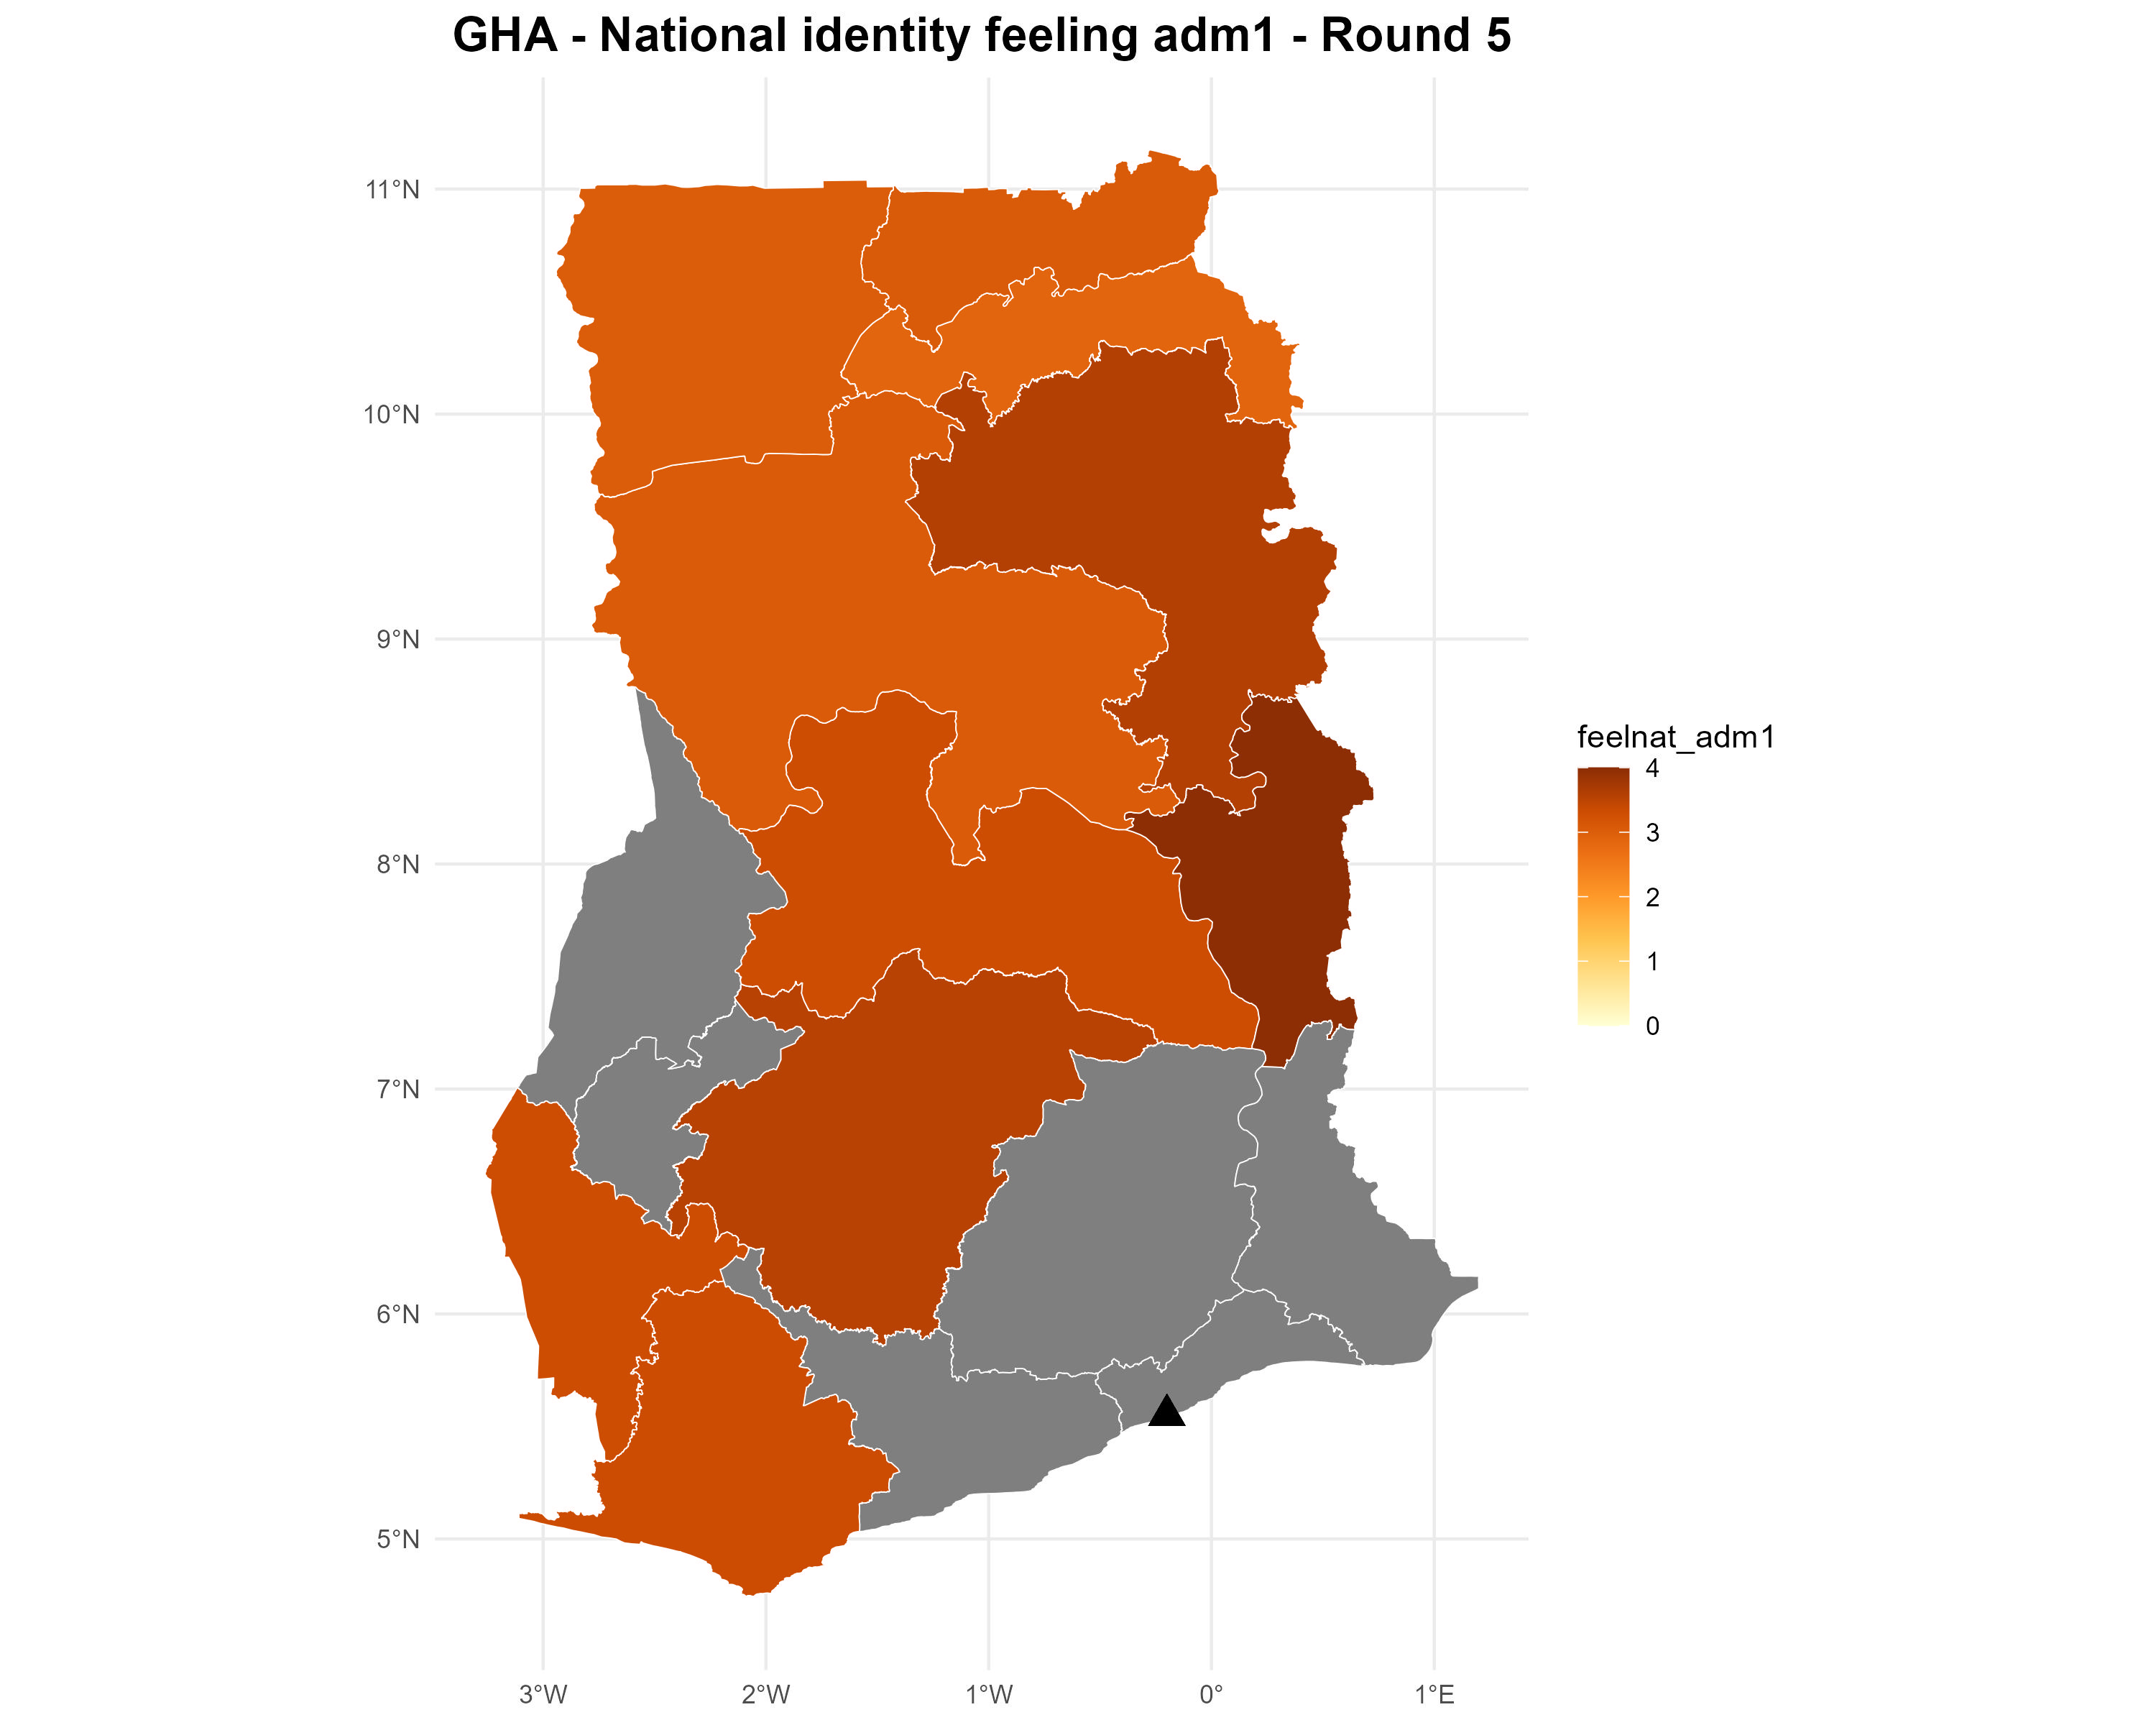 GHA - National identity feeling adm1 - Round 5
11°N
10°N
9°N
8°N
7°N
6°N
5°N
3°W
2°W
1°W
0°
1°E
feelnat_adm1
4
3
2
1
0